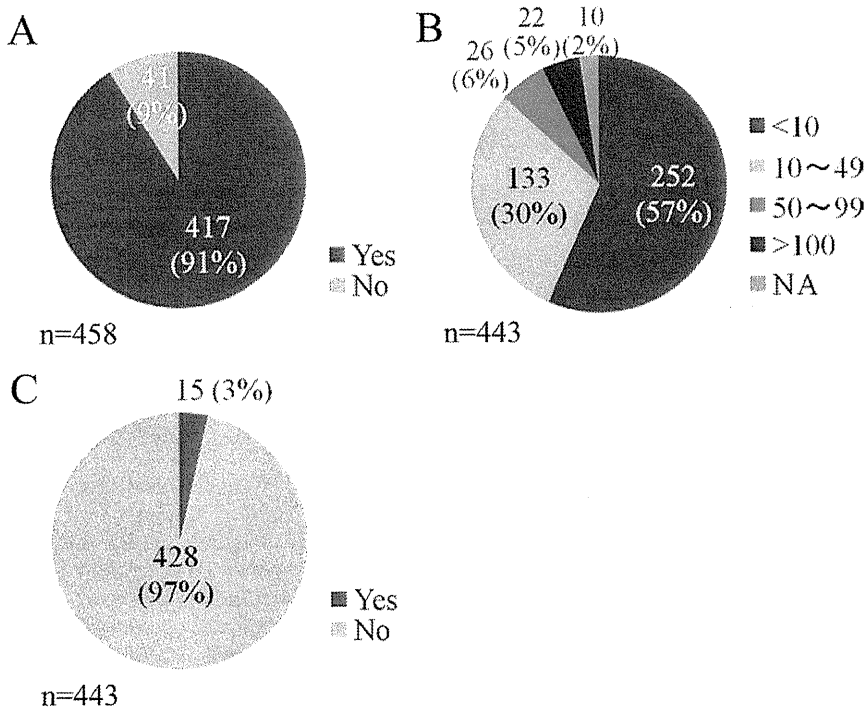 A
41
(9%)
417
(91%)
Yes
No
n=458
B
26
(6%)
22
(5%)
10
(2%)
133
(30%)
252
(57%)
<10
10〜49
50〜99
>100
NA
n=443
C
15 (3%)
428
(97%)
Yes
No
n=443